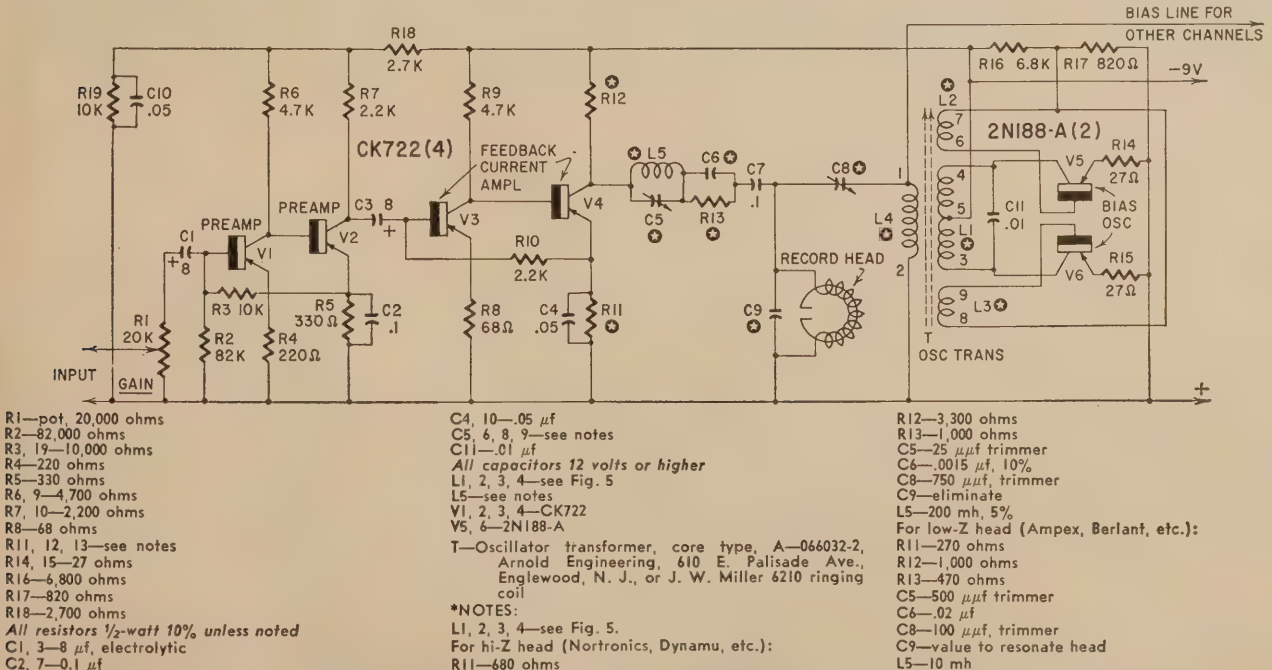 BIAS LINE FOR
OTHER CHANNELS
R18
2.7K
R16 6.8K
R17 820Ω
-9V
R19
10K
C10
.05
R6
4.7K
R7
2.2K
R9
4.7K
R12
L2
7
6
2N188-A(2)
CK722(4)
FEEDBACK
CURRENT
AMPL
L5
C6
C7
.1
C8
1
4
V5
R14
27Ω
PREAMP
PREAMP
C3 8
+
V3
V4
C5
R13
L4
5
C11
.01
BIAS
OSC
C1
+
8
V1
V2
R10
2.2K
RECORD HEAD
2
L1
3
V6
R15
27Ω
R3 10K
R5
330Ω
C2
.1
R8
68Ω
C4
.05
R11
C9
9
8
L3
R1
20K
R2
82K
R4
220Ω
T
OSC TRANS
INPUT
GAIN
+
R1—pot, 20,000 ohms
R2—82,000 ohms
R3, 19—10,000 ohms
R4—220 ohms
R5—330 ohms
R6, 9—4,700 ohms
R7, 10—2,200 ohms
R8—68 ohms
R11, 12, 13—see notes
R14, 15—27 ohms
R16—6,800 ohms
R17—820 ohms
R18—2,700 ohms
All resistors 1/2-watt 10% unless noted
C1, 3—8 μf, electrolytic
C2, 7—0.1 μf
C4, 10—.05 μf
C5, 6, 8, 9—see notes
C11—.01 μf
All capacitors 12 volts or higher
L1, 2, 3, 4—see Fig. 5
L5—see notes
V1, 2, 3, 4—CK722
V5, 6—2N188-A
T—Oscillator transformer, core type, A—066032-2,
Arnold Engineering, 610 E. Palisade Ave.,
Englewood, N. J., or J. W. Miller 6210 ringing
coil
*NOTES:
L1, 2, 3, 4—see Fig. 5.
For hi-Z head (Nortronics, Dynamu, etc.):
R11—680 ohms
R12—3,300 ohms
R13—1,000 ohms
C5—25 μμf trimmer
C6—.0015 μf, 10%
C8—750 μμf, trimmer
C9—eliminate
L5—200 mh, 5%
For low-Z head (Ampex, Berlant, etc.):
R11—270 ohms
R12—1,000 ohms
R13—470 ohms
C5—500 μμf trimmer
C6—.02 μf
C8—100 μμf, trimmer
C9—value to resonate head
L5—10 mh